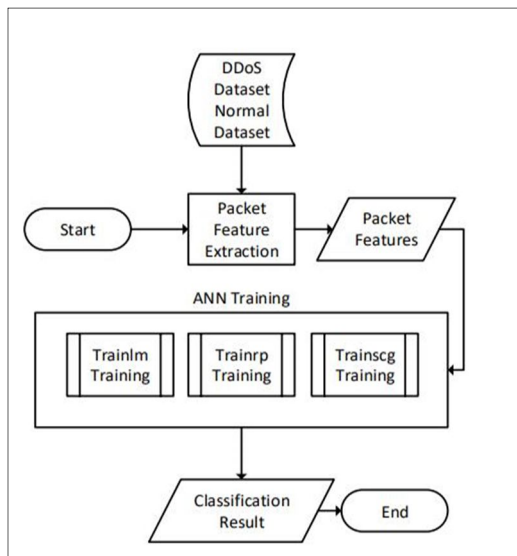 DDoS
Dataset
Normal
Dataset
Start
Packet
Feature
Extraction
Packet
Features
ANN Training
Trainlm
Training
Trainrp
Training
Trainscg
Training
Classification
Result
End